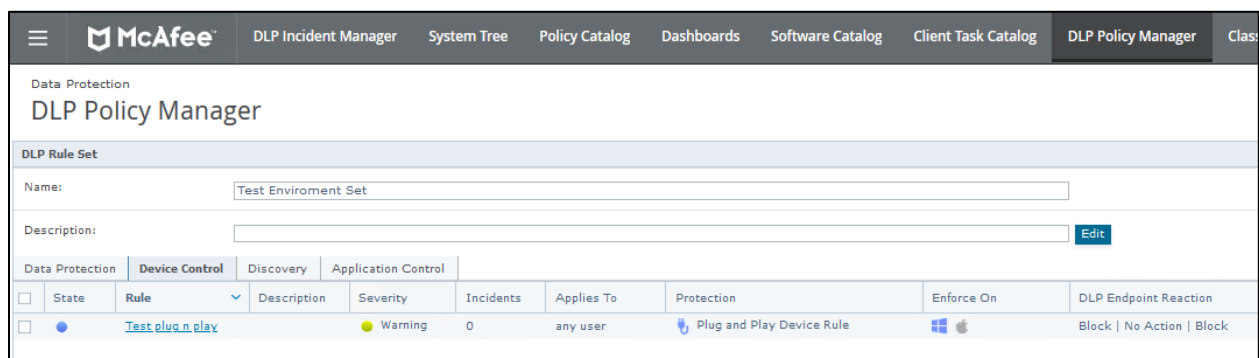 McAfee DLP Incident Manager System Tree Policy Catalog Dashboards Software Catalog Client Task Catalog DLP Policy Manager Clas
Data Protection
DLP Policy Manager
DLP Rule Set
Name: Test Enviroment Set
Description: Edit
Data Protection Device Control Discovery Application Control
State Rule Description Severity Incidents Applies To Protection Enforce On DLP Endpoint Reaction
Test plug n play Warning 0 any user Plug and Play Device Rule Block | No Action | Block